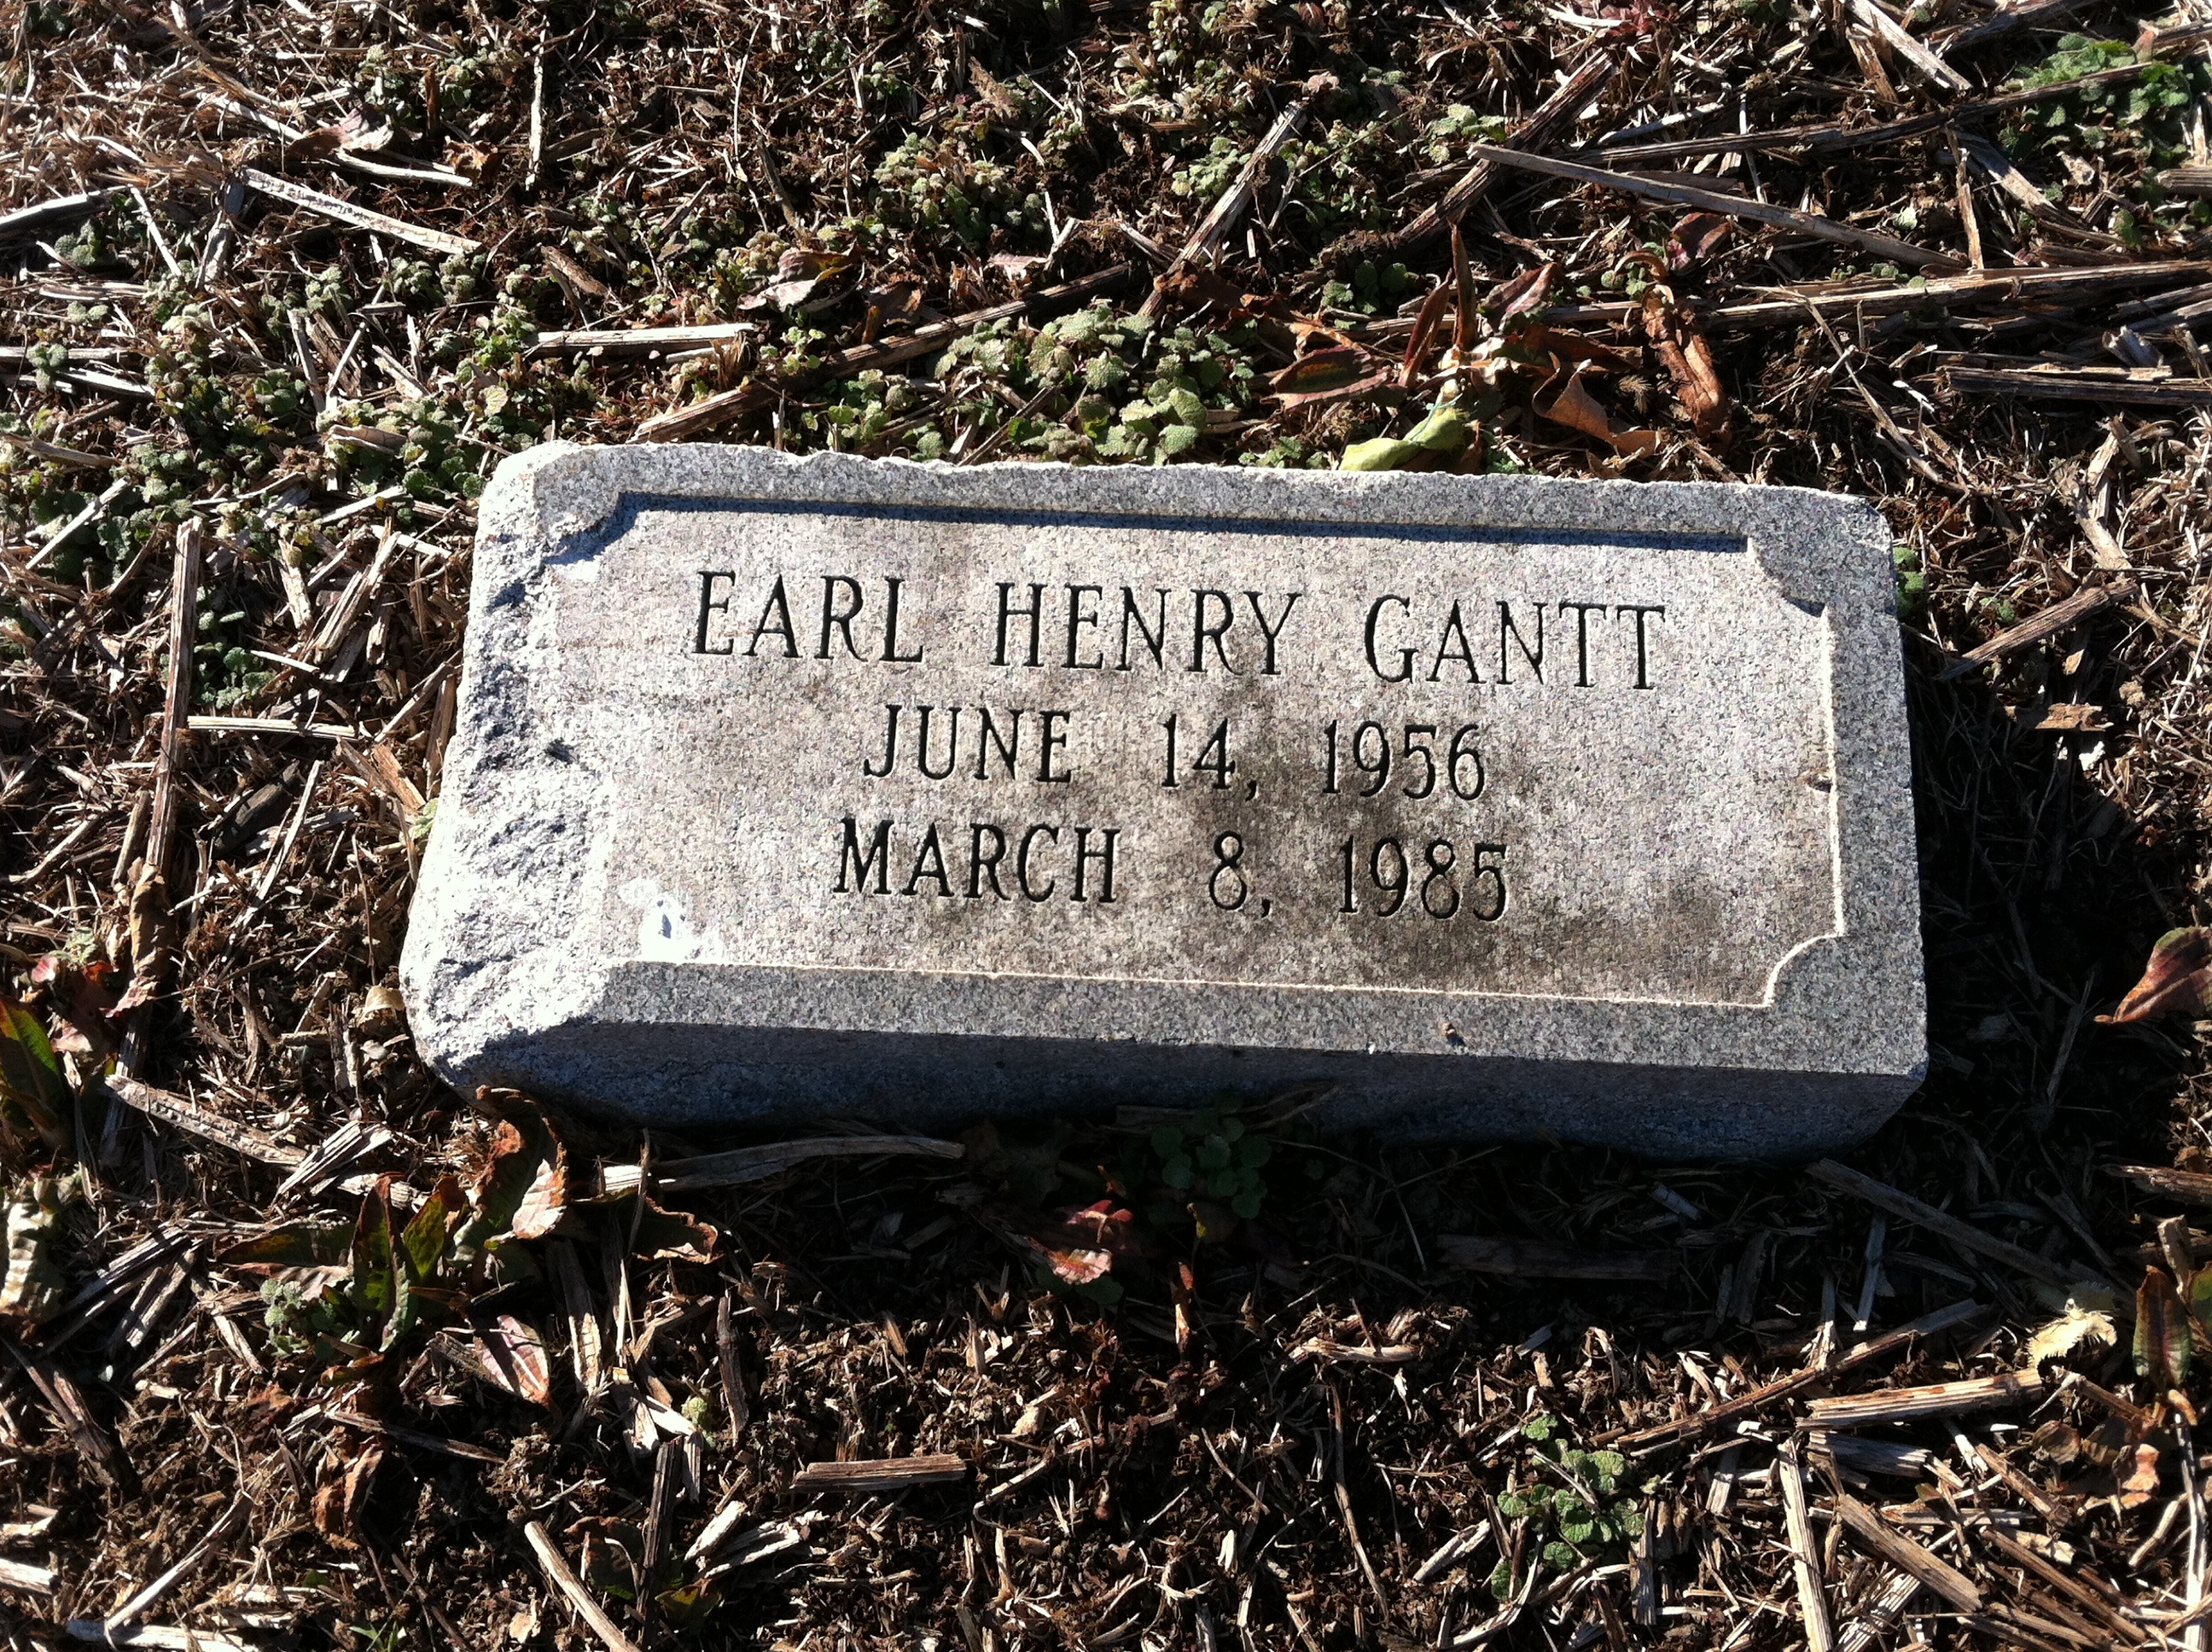 EARL HENRY GANTT
JUNE 14, 1956
MARCH 8, 1985